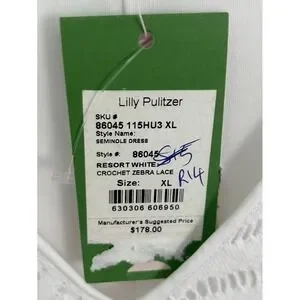 Lilly Pulitzer
SKU #
86045 115HU3 XL
Style Name:
SEMINOLE DRESS
Style #: 86045
RESORT WHITE
CROCHET ZEBRA LACE
Size: XL
R14
630306 606950
Manufacturer's Suggested Price
$178.00